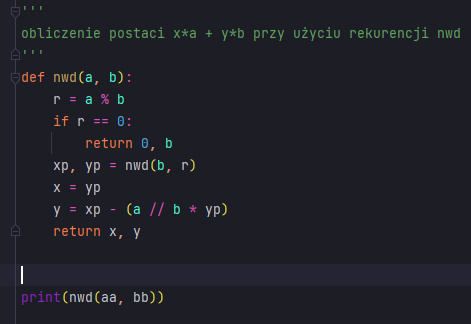 '''
obliczenie postaci x*a + y*b przy użyciu rekurencji nwd
'''
def nwd(a, b):
    r = a % b
    if r == 0:
        return 0, b
    xp, yp = nwd(b, r)
    x = yp
    y = xp - (a // b * yp)
    return x, y
print(nwd(aa, bb))